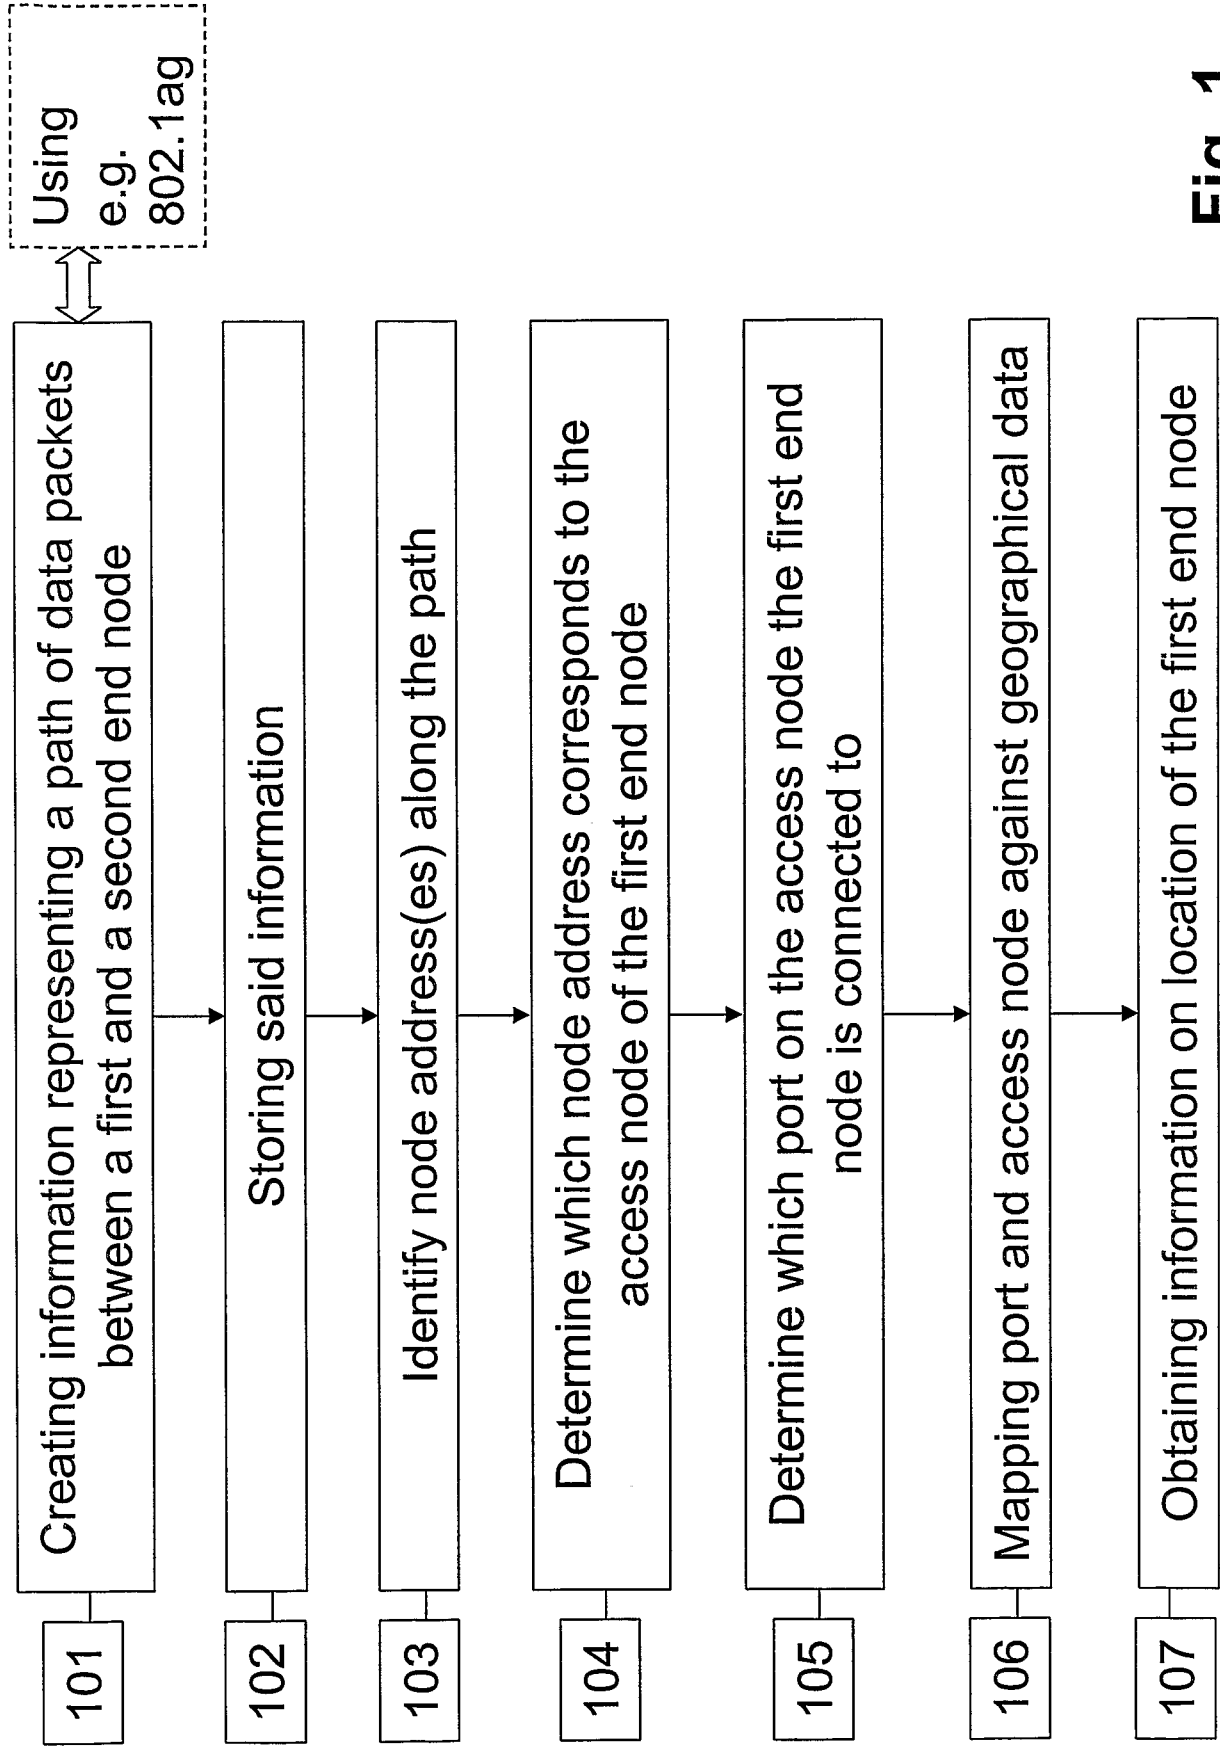 101
Creating information representing a path of data packets
between a first and a second end node
Using
e.g.
802.1ag
102
Storing said information
103
Identify node address(es) along the path
104
Determine which node address corresponds to the
access node of the first end node
105
Determine which port on the access node the first end
node is connected to
106
Mapping port and access node against geographical data
107
Obtaining information on location of the first end node
Fig. 1